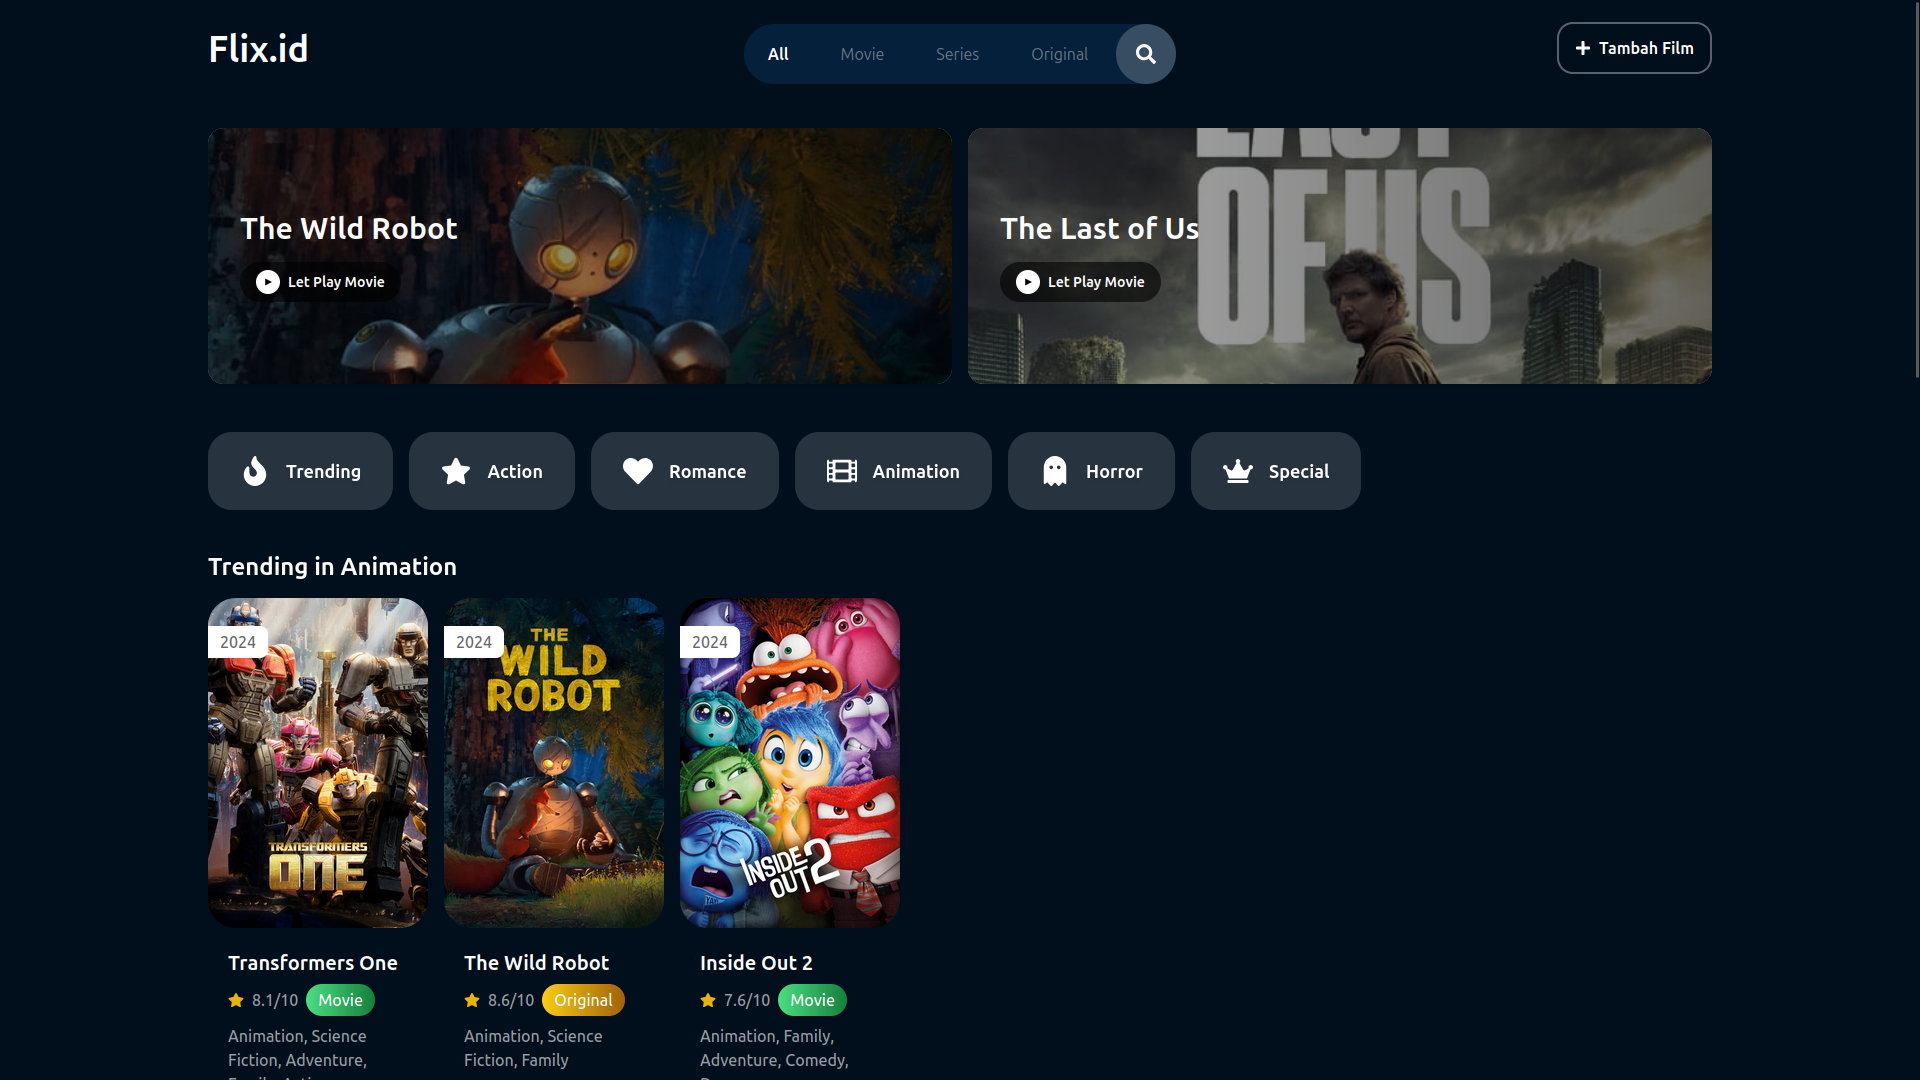 Flix.id
All
Movie
Series
Original
Tambah Film
The Wild Robot
Let Play Movie
LAST
OF US
The Last of Us
Let Play Movie
Trending
Action
Romance
Animation
Horror
Special
Trending in Animation
2024
TRANSFORMERS
ONE
2024
THE
WILD
ROBOT
2024
INSIDE
OUT 2
Transformers One
8.1/10
Movie
Animation, Science
Fiction, Adventure,
The Wild Robot
8.6/10
Original
Animation, Science
Fiction, Family
Inside Out 2
7.6/10
Movie
Animation, Family,
Adventure, Comedy,